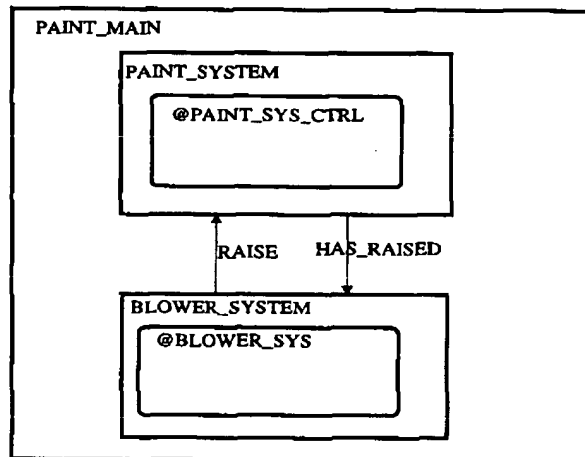 PAINT_MAIN
PAINT_SYSTEM
@PAINT_SYS_CTRL
RAISE
HAS_RAISED
BLOWER_SYSTEM
@BLOWER_SYS